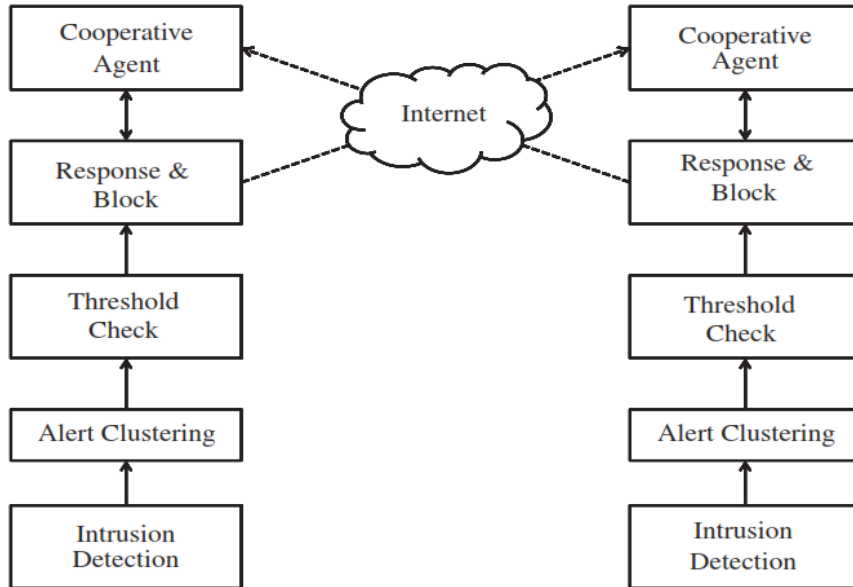 Cooperative
Agent
Response &
Block
Threshold
Check
Alert Clustering
Intrusion
Detection
Internet
Cooperative
Agent
Response &
Block
Threshold
Check
Alert Clustering
Intrusion
Detection